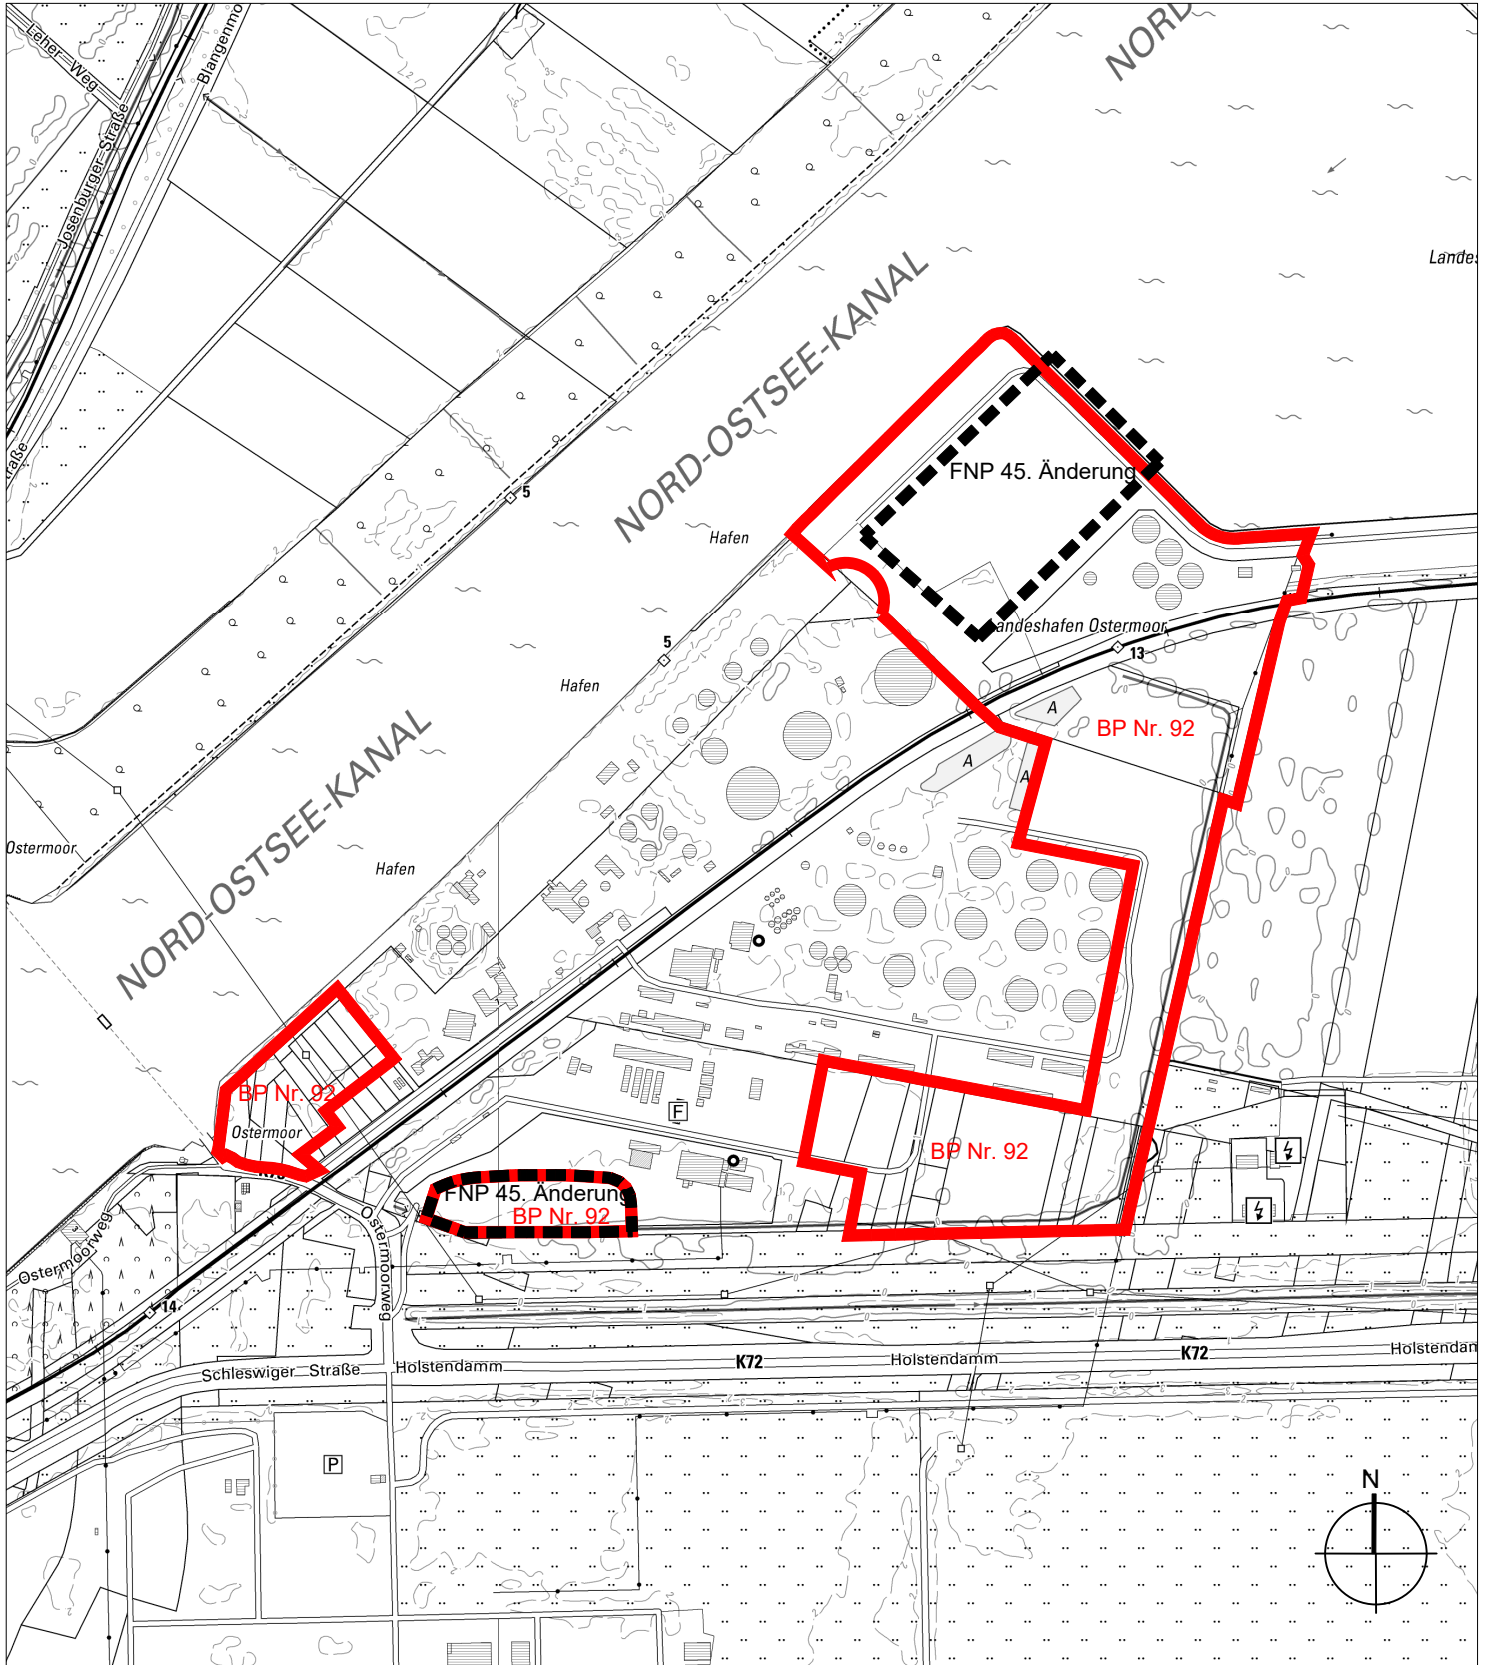 Leher Weg
Blangenmo
NORD
Josenburger-Straße
Landes
NORD-OSTSEE-KANAL
traße
FNP 45. Änderung
5
Hafen
Landeshafen Ostermoor
13
5
Hafen
A
BP Nr. 92
A
A
NORD-OSTSEE-KANAL
Ostermoor
Hafen
BP Nr. 92
F
Ostermoor
BP Nr. 92
FNP 45. Änderung
BP Nr. 92
Ostermoorweg
Ostermoorweg
14
Schleswiger Straße
Holstendamm
K72
Holstendamm
K72
Holstendam
P
N